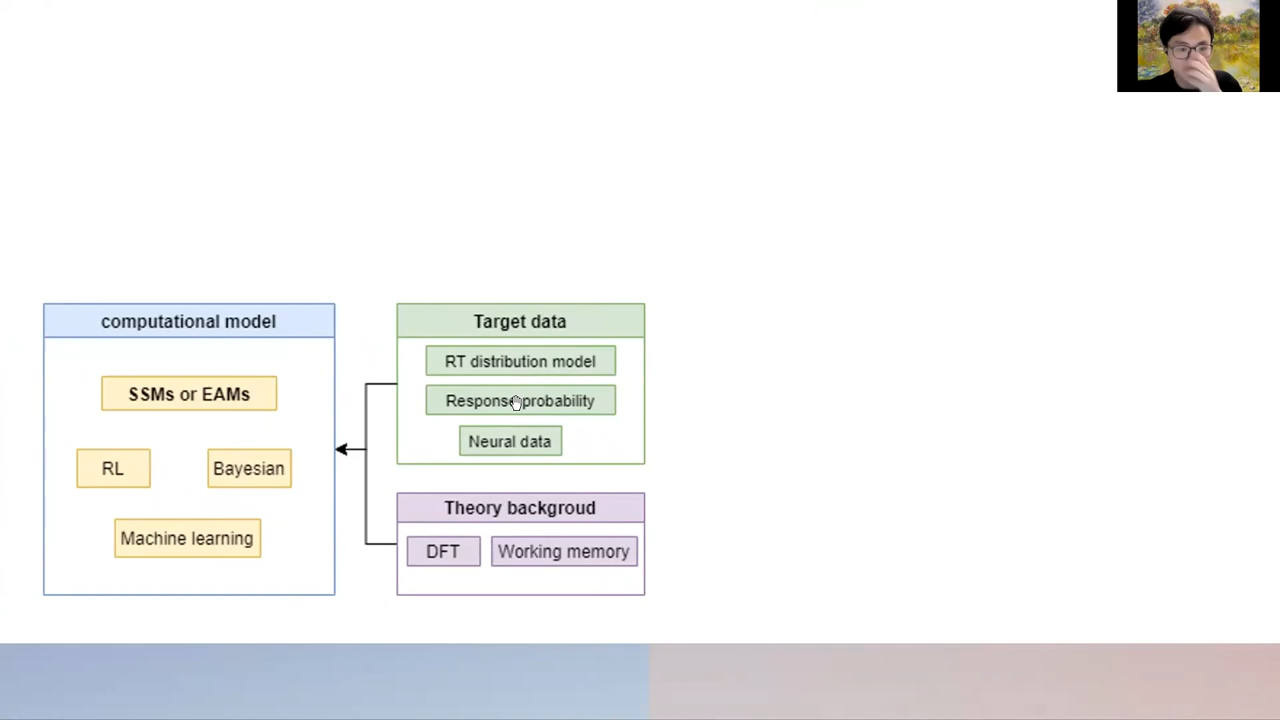 computational model
SSMs or EAMs
RL
Bayesian
Machine learning
Target data
RT distribution model
Response probability
Neural data
Theory backgroud
DFT
Working memory